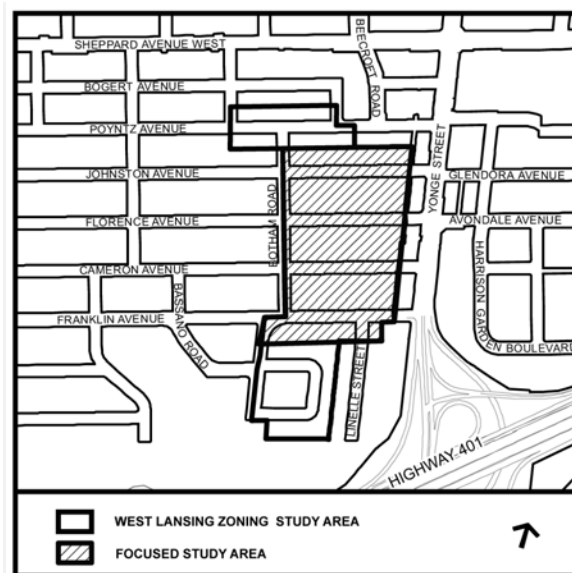 SHEPPARD AVENUE WEST
BEECROFT ROAD
BOGERT AVENUE
POYNTZ AVENUE
YONGE STREET
JOHNSTON AVENUE
GLENDORA AVENUE
BOTHAM ROAD
FLORENCE AVENUE
AVONDALE AVENUE
CAMERON AVENUE
BASSANO ROAD
HARRISON GARDEN BOULEVARD
FRANKLIN AVENUE
LINELLE STREET
HIGHWAY 401
WEST LANSING ZONING STUDY AREA
FOCUSED STUDY AREA